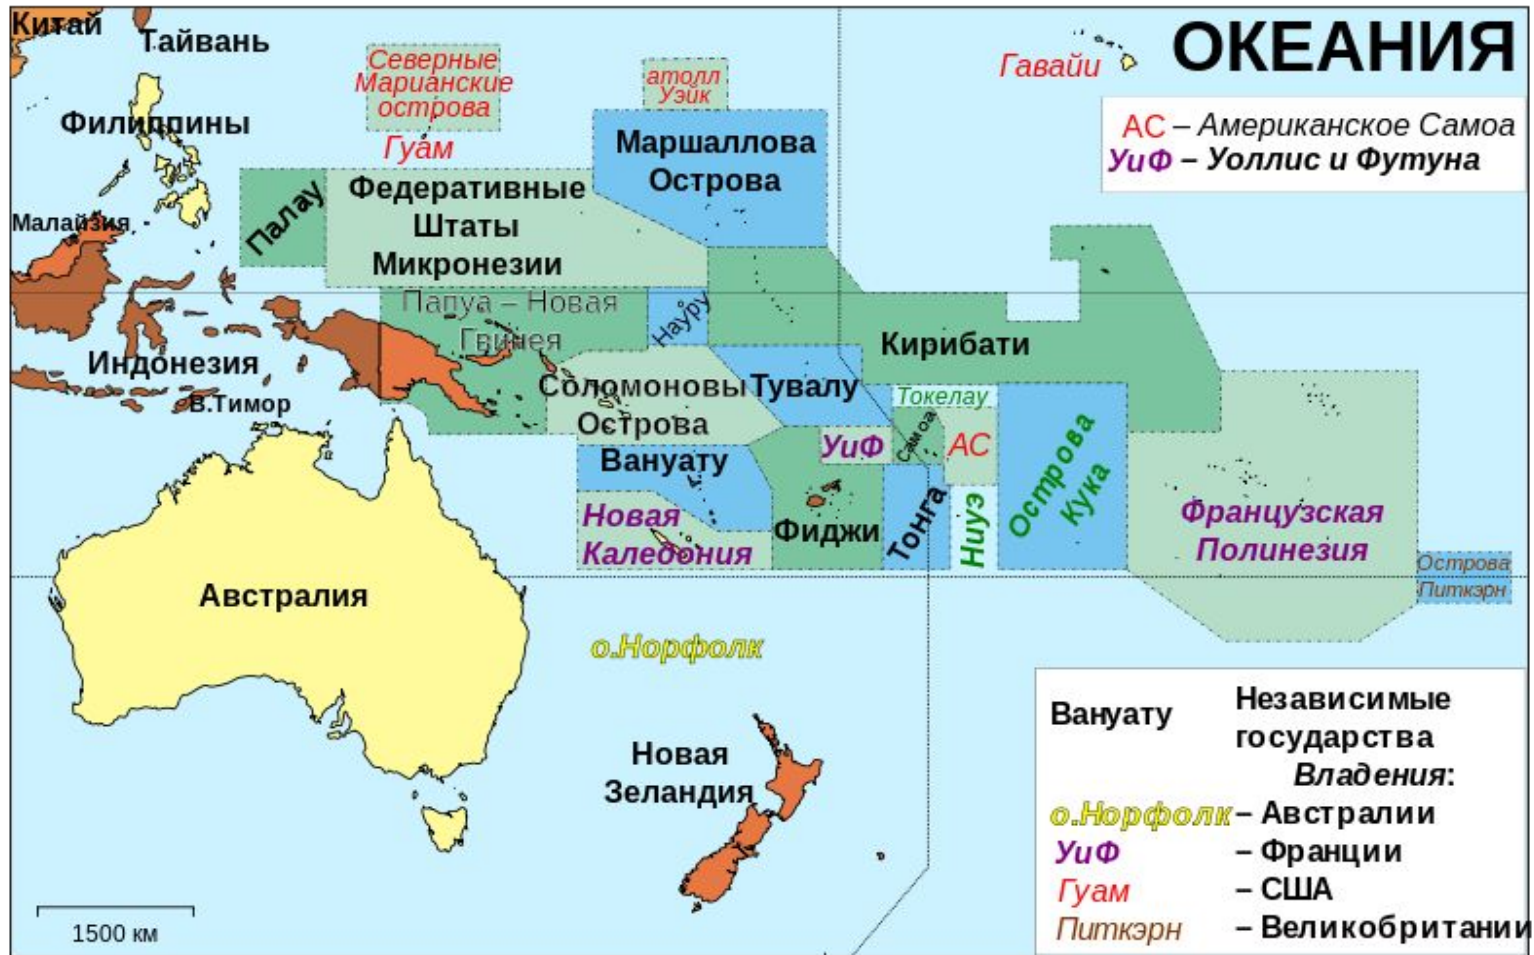 Китай
Тайвань
ОКЕАНИЯ
Северные
Марианские
острова
атолл
Уэйк
Гавайи
АС – Американское Самоа
УиФ – Уоллис и Футуна
Филиппины
Гуам
Маршаллова
Острова
Палау
Федеративные
Штаты
Микронезии
Малайзия
Папуа – Новая
Гвинея
Науру
Кирибати
Индонезия
В.Тимор
Соломоновы
Острова
Тувалу
Токелау
УиФ
Самоа
АС
Острова
Кука
Вануату
Новая
Каледония
Фиджи
Тонга
Ниуэ
Французская
Полинезия
Острова
Питкэрн
Австралия
о.Норфолк
Новая
Зеландия
1500 км
Вануату Независимые
государства
Владения:
о.Норфолк – Австралии
УиФ – Франции
Гуам – США
Питкэрн – Великобритании